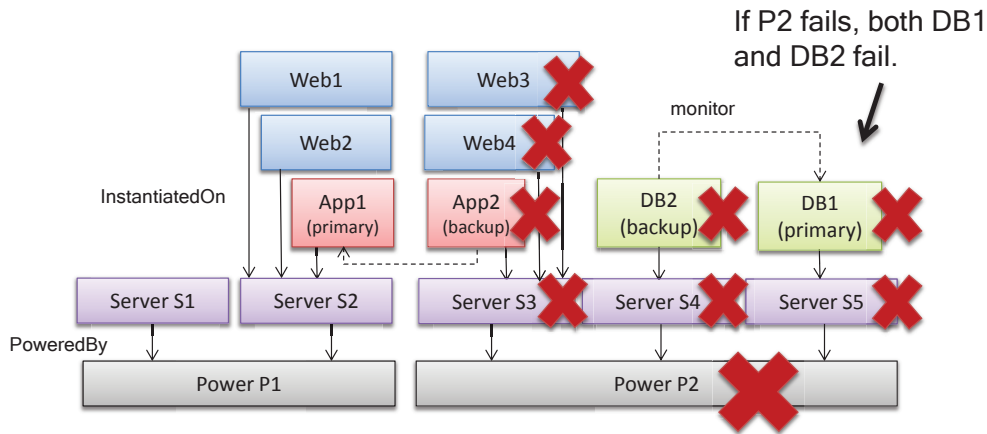 If P2 fails, both DB1
and DB2 fail.
Web1
Web3
monitor
Web2
Web4
InstantiatedOn
App1
(primary)
App2
(backup)
DB2
(backup)
DB1
(primary)
Server S1
Server S2
Server S3
Server S4
Server S5
PoweredBy
Power P1
Power P2